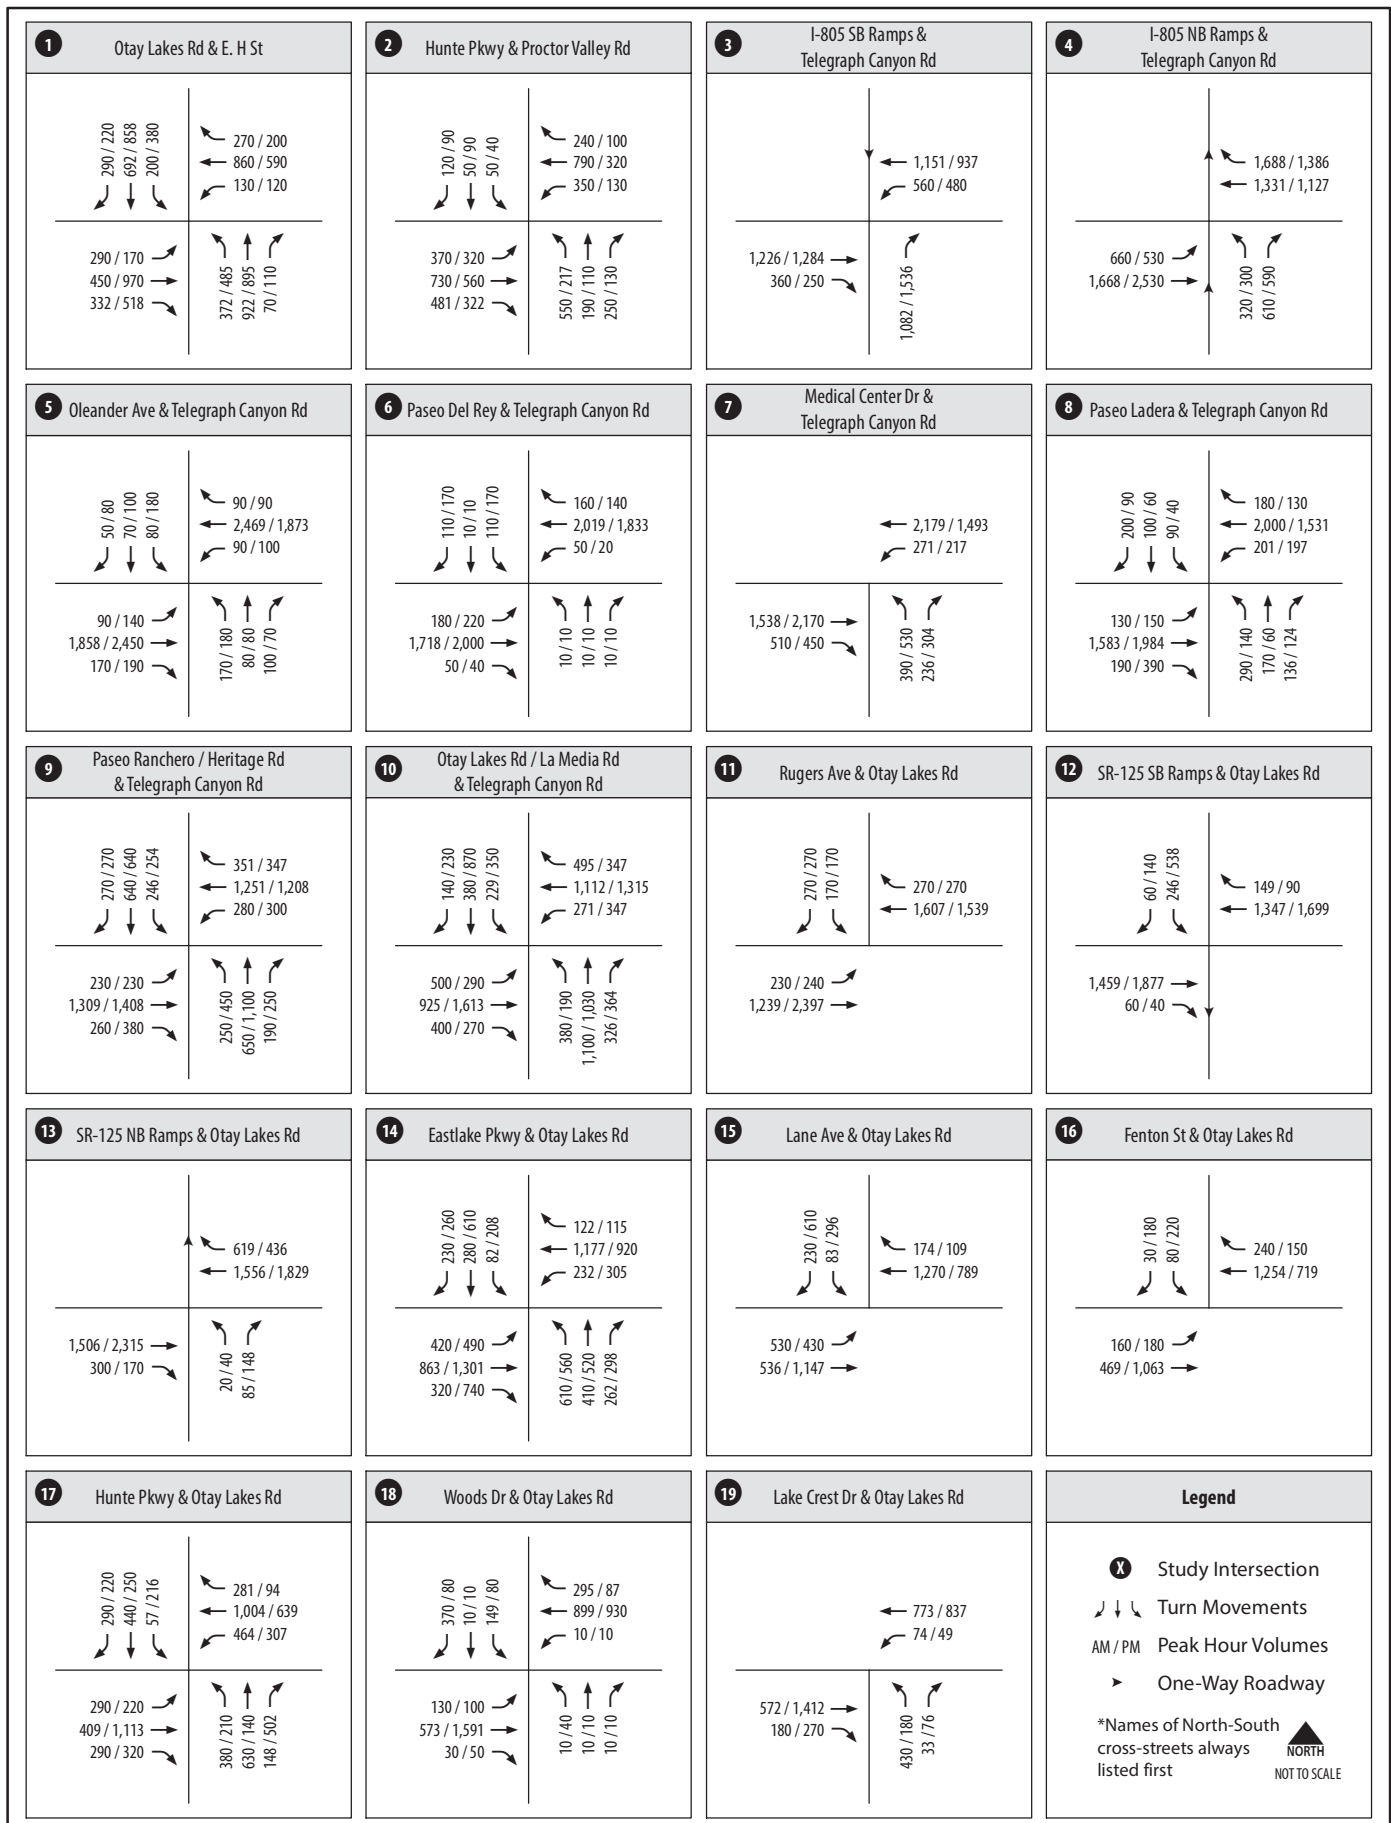 1
Otay Lakes Rd & E. H St
290 / 220
692 / 858
200 / 380
270 / 200
860 / 590
130 / 120
290 / 170
450 / 970
332 / 518
372 / 485
922 / 895
70 / 110
2
Hunte Pkwy & Proctor Valley Rd
120 / 90
50 / 90
50 / 40
240 / 100
790 / 320
350 / 130
370 / 320
730 / 560
481 / 322
550 / 217
190 / 110
250 / 130
3
I-805 SB Ramps &
Telegraph Canyon Rd
1,151 / 937
560 / 480
1,226 / 1,284
360 / 250
1,082 / 1,536
4
I-805 NB Ramps &
Telegraph Canyon Rd
1,688 / 1,386
1,331 / 1,127
660 / 530
1,668 / 2,530
320 / 300
610 / 590
5
Oleander Ave & Telegraph Canyon Rd
50 / 80
70 / 100
80 / 180
90 / 90
2,469 / 1,873
90 / 100
90 / 140
1,858 / 2,450
170 / 190
170 / 180
80 / 80
100 / 70
6
Paseo Del Rey & Telegraph Canyon Rd
110 / 170
10 / 10
110 / 170
160 / 140
2,019 / 1,833
50 / 20
180 / 220
1,718 / 2,000
50 / 40
10 / 10
10 / 10
10 / 10
7
Medical Center Dr &
Telegraph Canyon Rd
2,179 / 1,493
271 / 217
1,538 / 2,170
510 / 450
390 / 530
236 / 304
8
Paseo Ladera & Telegraph Canyon Rd
200 / 90
100 / 60
90 / 40
180 / 130
2,000 / 1,531
201 / 197
130 / 150
1,583 / 1,984
190 / 390
290 / 140
170 / 60
136 / 124
9
Paseo Ranchero / Heritage Rd
& Telegraph Canyon Rd
270 / 270
640 / 640
246 / 254
351 / 347
1,251 / 1,208
280 / 300
230 / 230
1,309 / 1,408
260 / 380
250 / 450
650 / 1,100
190 / 250
10
Otay Lakes Rd / La Media Rd
& Telegraph Canyon Rd
140 / 230
380 / 870
229 / 350
495 / 347
1,112 / 1,315
271 / 347
500 / 290
925 / 1,613
400 / 270
380 / 190
1,100 / 1,030
326 / 364
11
Rugers Ave & Otay Lakes Rd
270 / 270
170 / 170
270 / 270
1,607 / 1,539
230 / 240
1,239 / 2,397
12
SR-125 SB Ramps & Otay Lakes Rd
60 / 140
246 / 538
149 / 90
1,347 / 1,699
1,459 / 1,877
60 / 40
13
SR-125 NB Ramps & Otay Lakes Rd
619 / 436
1,556 / 1,829
1,506 / 2,315
300 / 170
20 / 40
85 / 148
14
Eastlake Pkwy & Otay Lakes Rd
230 / 260
280 / 610
82 / 208
122 / 115
1,177 / 920
232 / 305
420 / 490
863 / 1,301
320 / 740
610 / 560
410 / 520
262 / 298
15
Lane Ave & Otay Lakes Rd
230 / 610
83 / 296
174 / 109
1,270 / 789
530 / 430
536 / 1,147
16
Fenton St & Otay Lakes Rd
30 / 180
80 / 220
240 / 150
1,254 / 719
160 / 180
469 / 1,063
17
Hunte Pkwy & Otay Lakes Rd
290 / 220
440 / 250
57 / 216
281 / 94
1,004 / 639
464 / 307
290 / 220
409 / 1,113
290 / 320
380 / 210
630 / 140
148 / 502
18
Woods Dr & Otay Lakes Rd
370 / 80
10 / 10
149 / 80
295 / 87
899 / 930
10 / 10
130 / 100
573 / 1,591
30 / 50
10 / 40
10 / 10
10 / 10
19
Lake Crest Dr & Otay Lakes Rd
773 / 837
74 / 49
572 / 1,412
180 / 270
430 / 180
33 / 76
Legend
X Study Intersection
Turn Movements
AM / PM Peak Hour Volumes
One-Way Roadway
*Names of North-South
cross-streets always
listed first
NORTH
NOT TO SCALE